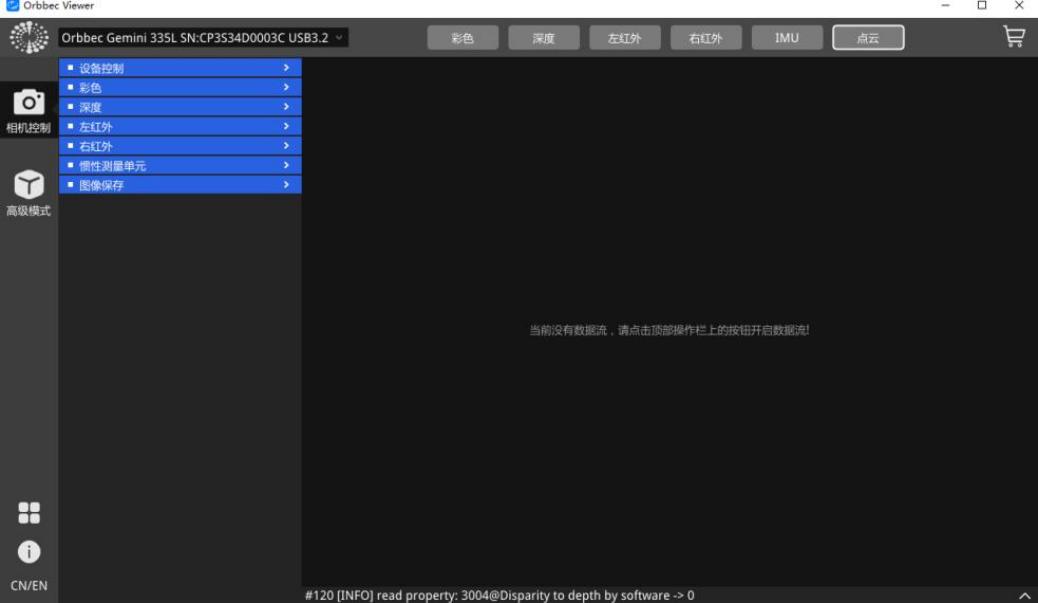 Orbbec Viewer
Orbbec Gemini 335L SN:CP3S34D0003C USB3.2
彩色
深度
左红外
右红外
IMU
点云
设备控制
彩色
深度
左红外
右红外
惯性测量单元
图像保存
相机控制
高级模式
当前没有数据流，请点击顶部操作栏上的按钮开启数据流!
CN/EN
#120 [INFO] read property: 3004@Disparity to depth by software -> 0